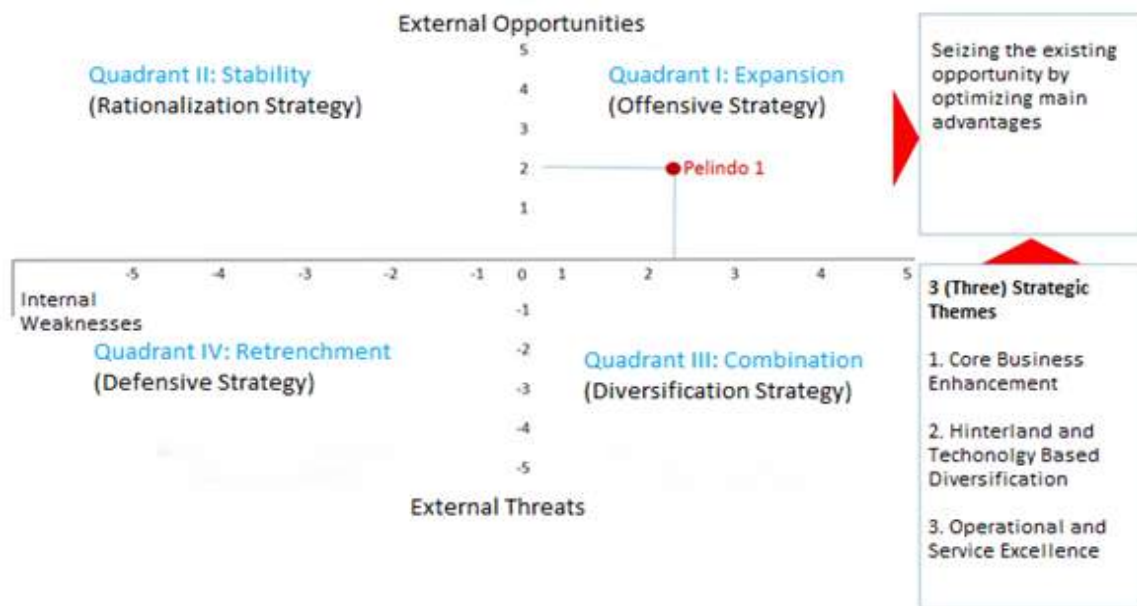 External Opportunities
5
Quadrant II: Stability
(Rationalization Strategy)
Quadrant I: Expansion
(Offensive Strategy)
4
3
2
1
Pelindo 1
Seizing the existing
opportunity by
optimizing main
advantages
-5 -4 -3 -2 -1 0 1 2 3 4 5
Internal
Weaknesses
-1
-2
-3
-4
-5
Quadrant IV: Retrenchment
(Defensive Strategy)
Quadrant III: Combination
(Diversification Strategy)
External Threats
3 (Three) Strategic
Themes
1. Core Business
Enhancement
2. Hinterland and
Techonolgy Based
Diversification
3. Operational and
Service Excellence